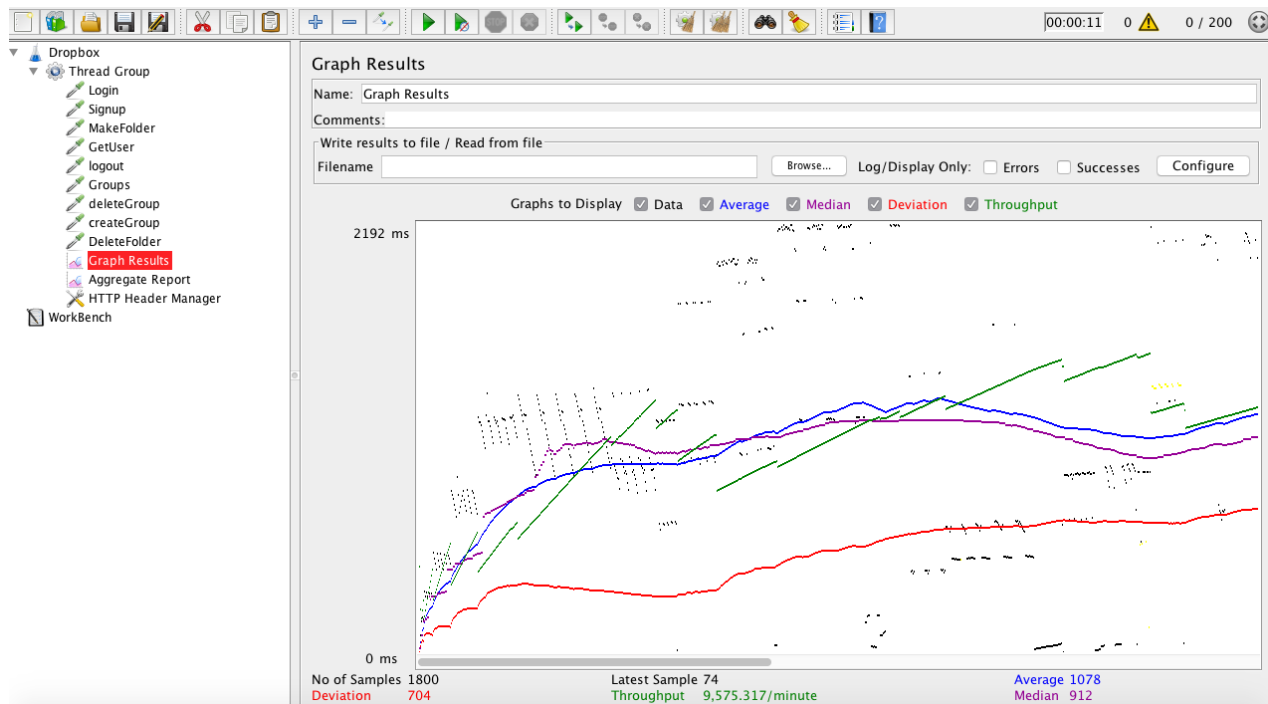 00:00:11 0 0 / 200
STOP
?
Dropbox
Thread Group
Login
Signup
MakeFolder
GetUser
logout
Groups
deleteGroup
createGroup
DeleteFolder
Graph Results
Aggregate Report
HTTP Header Manager
WorkBench
Graph Results
Name: Graph Results
Comments:
Write results to file / Read from file
Filename Browse... Log/Display Only: Errors Successes Configure
Graphs to Display Data Average Median Deviation Throughput
2192 ms
0 ms
No of Samples 1800 Latest Sample 74 Average 1078
Deviation 704 Throughput 9,575.317/minute Median 912